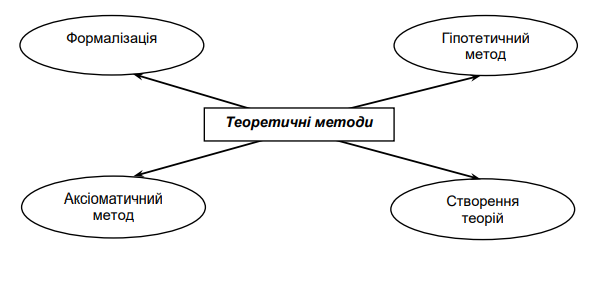 Формалізація
Гіпотетичний
метод
Теоретичні методи
Аксіоматичний
метод
Створення
теорій